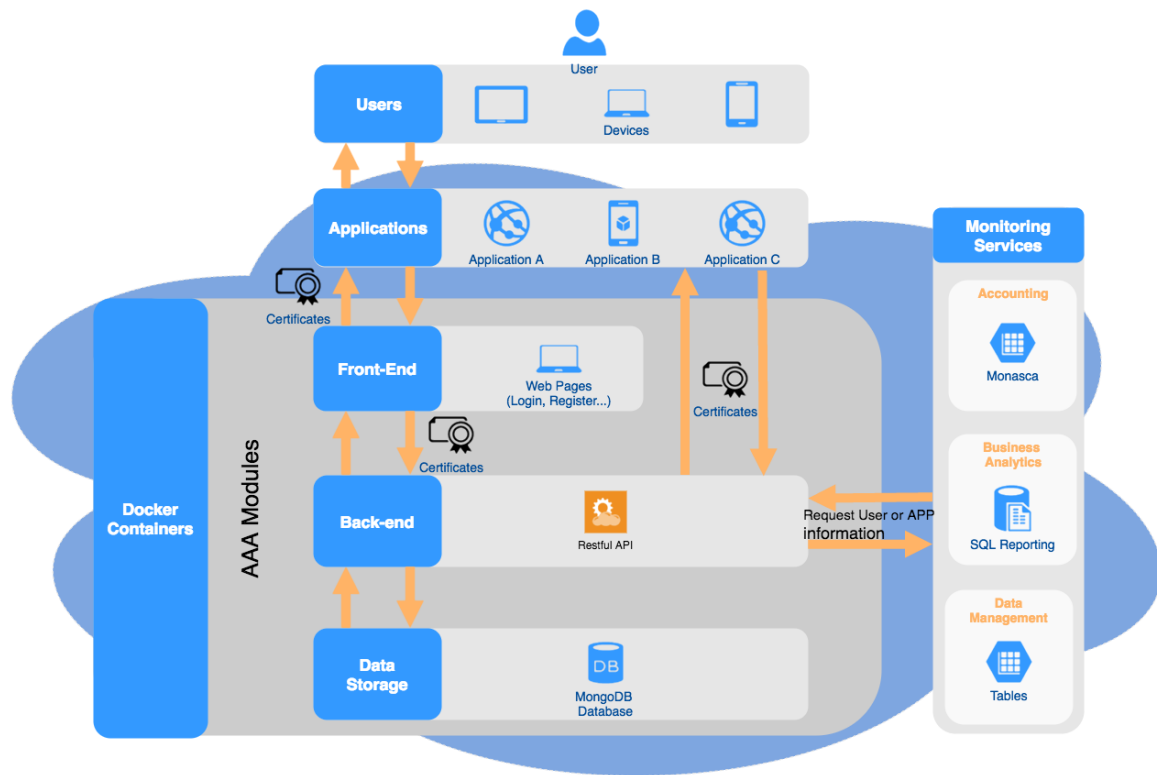 User
Users
Devices
Applications
Application A
Application B
Application C
Monitoring
Services
Accounting
Monasca
Certificates
Docker
Containers
AAA Modules
Front-End
Web Pages
(Login, Register...)
Certificates
Certificates
Business
Analytics
SQL Reporting
Back-end
Restful API
Request User or APP
information
Data
Storage
DB
MongoDB
Database
Data
Management
Tables